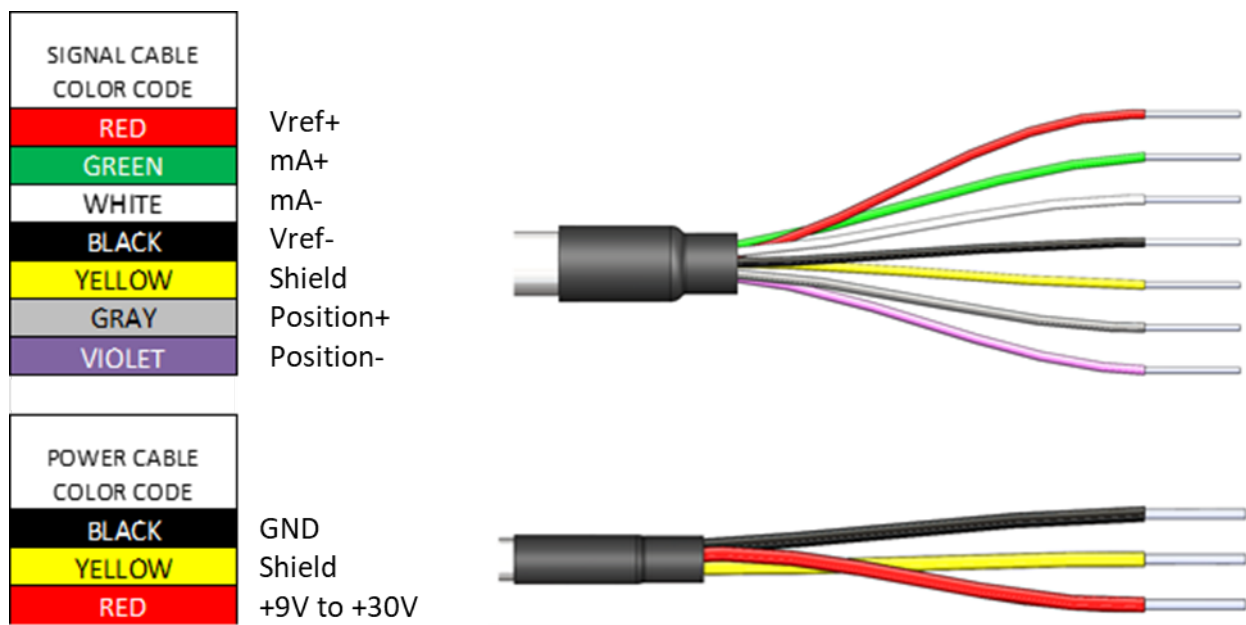 SIGNAL CABLE
COLOR CODE
RED Vref+
GREEN mA+
WHITE mA-
BLACK Vref-
YELLOW Shield
GRAY Position+
VIOLET Position-
POWER CABLE
COLOR CODE
BLACK GND
YELLOW Shield
RED +9V to +30V